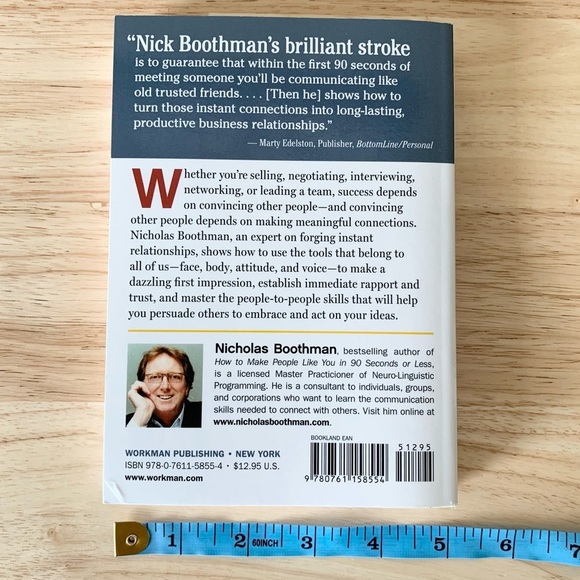 “Nick Boothman’s brilliant stroke
is to guarantee that within the first 90 seconds of
meeting someone you’ll be communicating like
old trusted friends. . . . [Then he] shows how to
turn those instant connections into long-lasting,
productive business relationships.”
— Marty Edelston, Publisher, BottomLine/Personal
Whether you’re selling, negotiating, interviewing,
networking, or leading a team, success depends
on convincing other people—and convincing
other people depends on making meaningful connections.
Nicholas Boothman, an expert on forging instant
relationships, shows how to use the tools that belong to
all of us—face, body, attitude, and voice—to make a
dazzling first impression, establish immediate rapport and
trust, and master the people-to-people skills that will help
you persuade others to embrace and act on your ideas.
Nicholas Boothman, bestselling author of
How to Make People Like You in 90 Seconds or Less,
is a licensed Master Practicioner of Neuro-Linguistic
Programming. He is a consultant to individuals, groups,
and corporations who want to learn the communication
skills needed to connect with others. Visit him online at
www.nicholasboothman.com.
WORKMAN PUBLISHING • NEW YORK
ISBN 978-0-7611-5855-4 • $12.95 U.S.
www.workman.com
BOOKLAND EAN
51295
9 780761 158554
1 2 60INCH 3 4 5 6 7